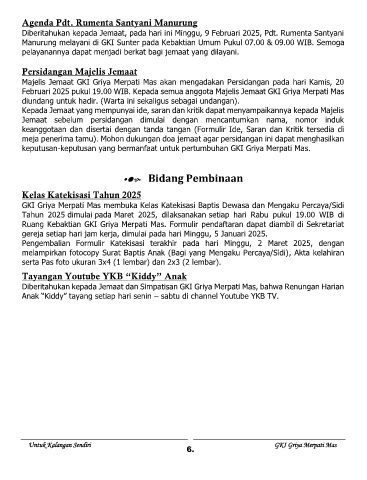 Agenda Pdt. Rumenta Santyani Manurung
Diberitahukan kepada Jemaat, pada hari ini Minggu, 9 Februari 2025, Pdt. Rumenta Santyani
Manurung melayani di GKI Sunter pada Kebaktian Umum Pukul 07.00 & 09.00 WIB. Semoga
pelayanannya dapat menjadi berkat bagi jemaat yang dilayani.
Persidangan Majelis Jemaat
Majelis Jemaat GKI Griya Merpati Mas akan mengadakan Persidangan pada hari Kamis, 20
Februari 2025 pukul 19.00 WIB. Kepada semua anggota Majelis Jemaat GKI Griya Merpati Mas
diundang untuk hadir. (Warta ini sekaligus sebagai undangan).
Kepada Jemaat yang mempunyai ide, saran dan kritik dapat menyampaikannya kepada Majelis
Jemaat sebelum persidangan dimulai dengan mencantumkan nama, nomor induk
keanggotaan dan disertai dengan tanda tangan (Formulir Ide, Saran dan Kritik tersedia di
meja penerima tamu). Mohon dukungan doa jemaat agar persidangan ini dapat menghasilkan
keputusan-keputusan yang bermanfaat untuk pertumbuhan GKI Griya Merpati Mas.
Bidang Pembinaan
Kelas Katekisasi Tahun 2025
GKI Griya Merpati Mas membuka Kelas Katekisasi Baptis Dewasa dan Mengaku Percaya/Sidi
Tahun 2025 dimulai pada Maret 2025, dilaksanakan setiap hari Rabu pukul 19.00 WIB di
Ruang Kebaktian GKI Griya Merpati Mas. Formulir pendaftaran dapat diambil di Sekretariat
gereja setiap hari jam kerja, dimulai pada hari Minggu, 5 Januari 2025.
Pengembalian Formulir Katekisasi terakhir pada hari Minggu, 2 Maret 2025, dengan
melampirkan fotocopy Surat Baptis Anak (Bagi yang Mengaku Percaya/Sidi), Akta kelahiran
serta Pas foto ukuran 3x4 (1 lembar) dan 2x3 (2 lembar).
Tayangan Youtube YKB “Kiddy” Anak
Diberitahukan kepada Jemaat dan Simpatisan GKI Griya Merpati Mas, bahwa Renungan Harian
Anak “Kiddy” tayang setiap hari senin – sabtu di channel Youtube YKB TV.
Untuk Kalangan Sendiri
GKI Griya Merpati Mas
6.